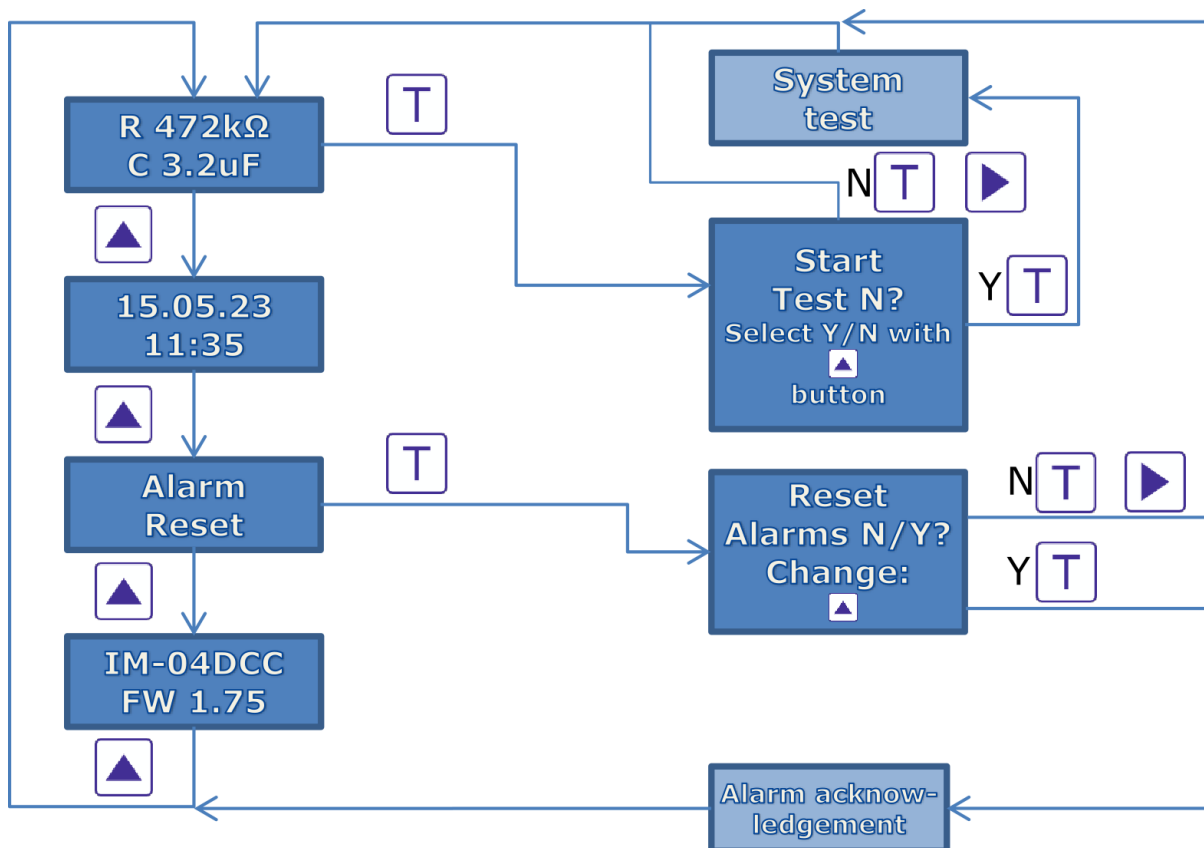 R 472kΩ
C 3.2uF
T
System
test
N T
Start
Test N?
Select Y/N with
button
Y T
15.05.23
11:35
Alarm
Reset
T
Reset
Alarms N/Y?
Change:
N T
Y T
IM-04DCC
FW 1.75
Alarm acknow-
ledgement